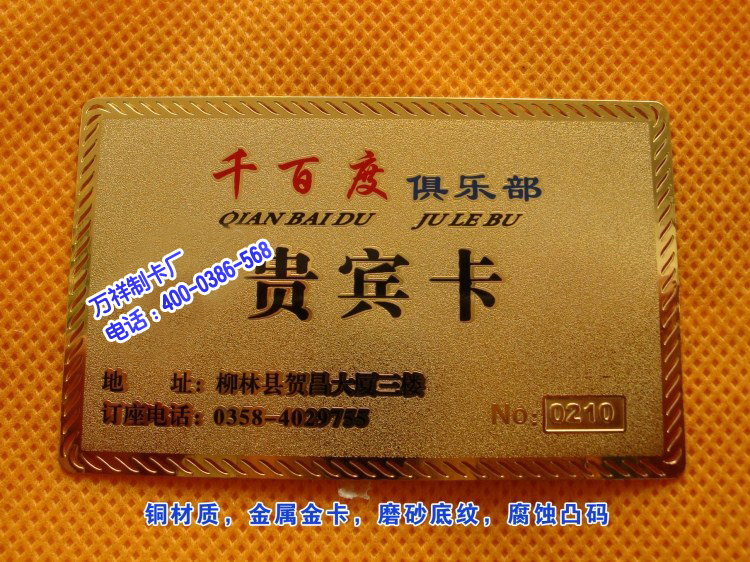 千百度 俱乐部
QIAN BAI DU JU LE BU
万祥制卡厂
电话:400-0386-568
贵宾卡
地 址:柳林县贺昌大厦三楼
订座电话:0358-4029755
No: 0210
铜材质,金属金卡,磨砂底纹,腐蚀凸码